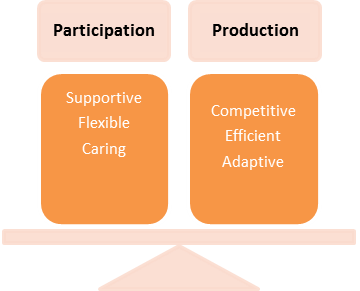 Participation
Production
Supportive
Flexible
Caring
Competitive
Efficient
Adaptive